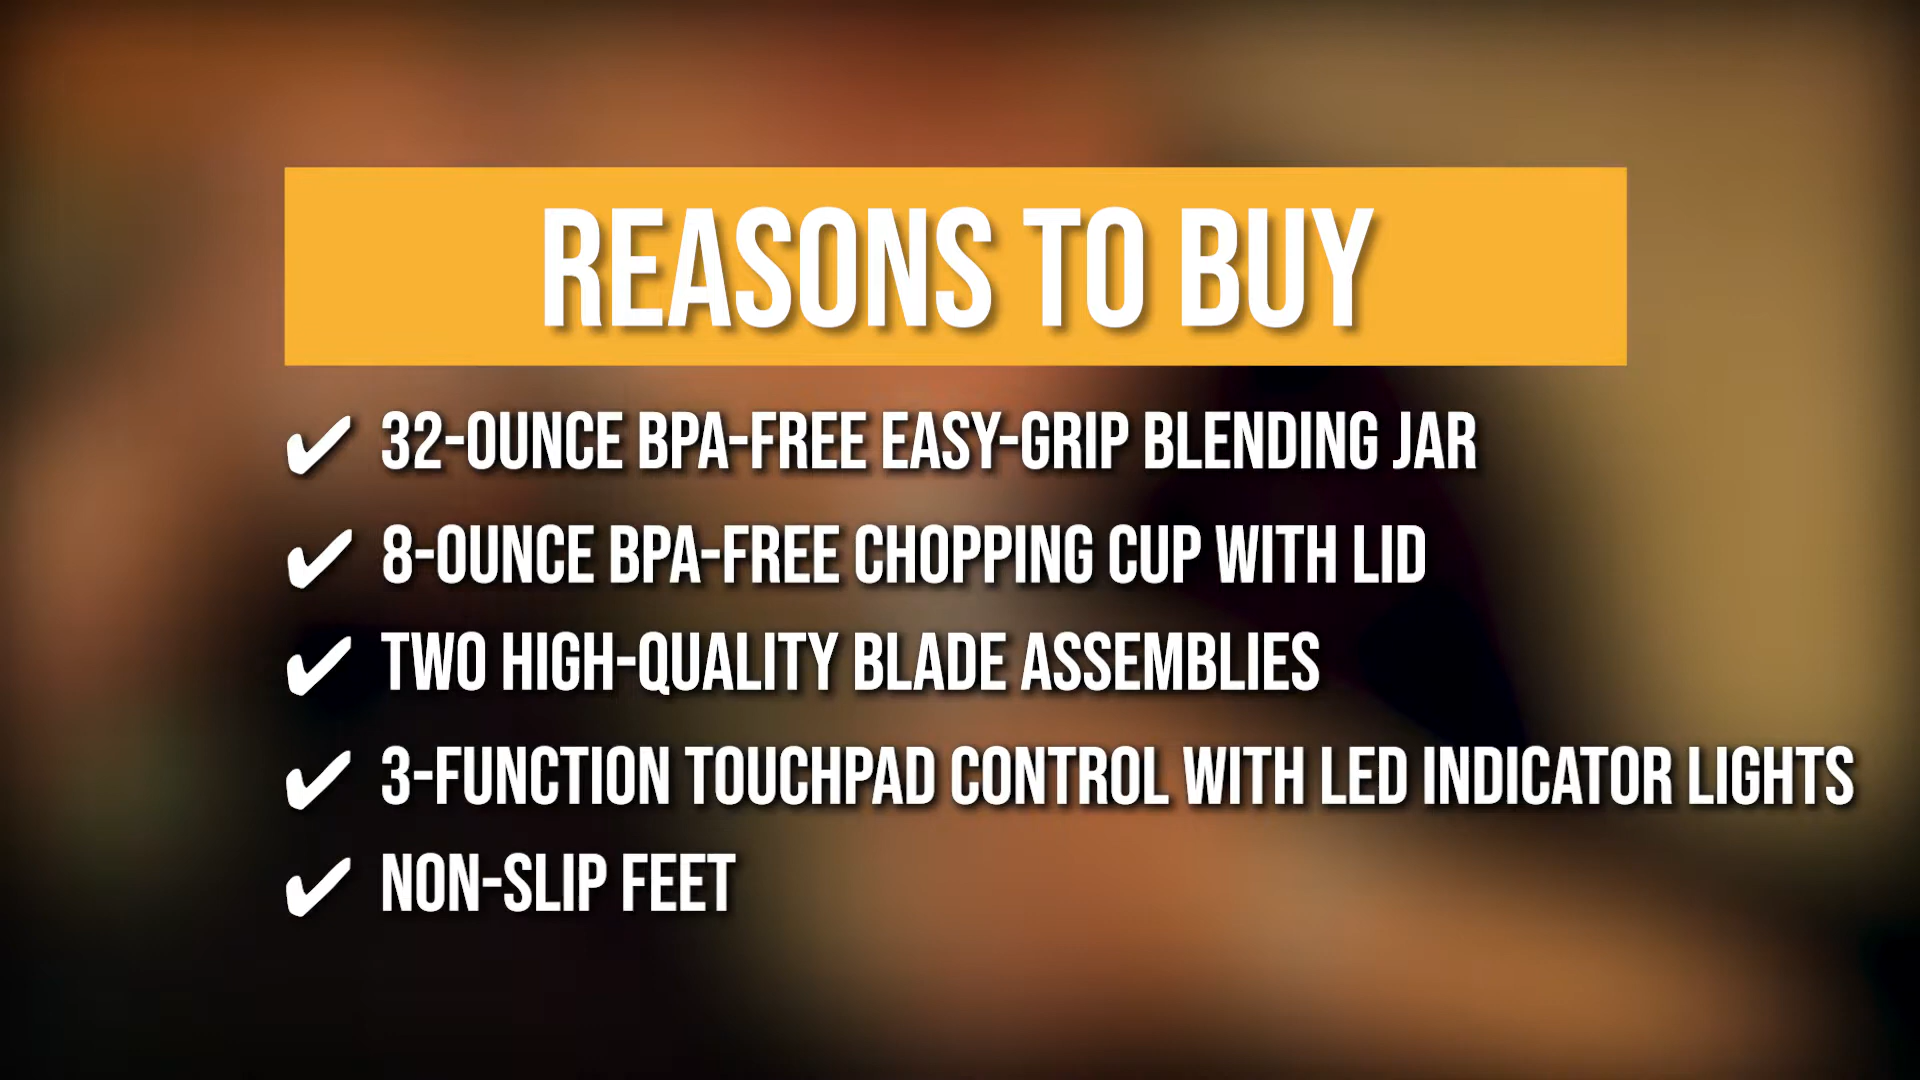 REASONS TO BUY
✔ 32-OUNCE BPA-FREE EASY-GRIP BLENDING JAR
✔ 8-OUNCE BPA-FREE CHOPPING CUP WITH LID
✔ TWO HIGH-QUALITY BLADE ASSEMBLIES
✔ 3-FUNCTION TOUCHPAD CONTROL WITH LED INDICATOR LIGHTS
✔ NON-SLIP FEET